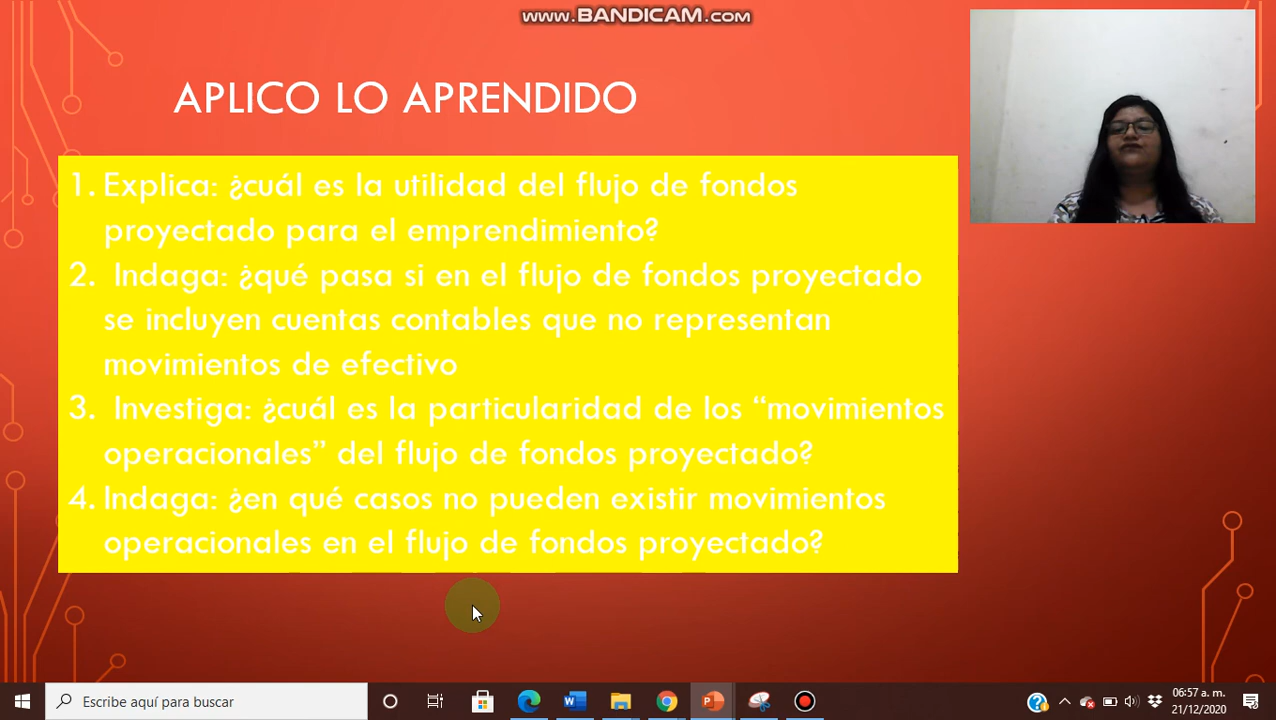 www.BANDICAM.com
APLICO LO APRENDIDO
1. Explica: ¿cuál es la utilidad del flujo de fondos
proyectado para el emprendimiento?
2. Indaga: ¿qué pasa si en el flujo de fondos proyectado
se incluyen cuentas contables que no representan
movimientos de efectivo
3. Investiga: ¿cuál es la particularidad de los “movimientos
operacionales” del flujo de fondos proyectado?
4. Indaga: ¿en qué casos no pueden existir movimientos
operacionales en el flujo de fondos proyectado?
Escribe aquí para buscar
06:57 a. m.
21/12/2020